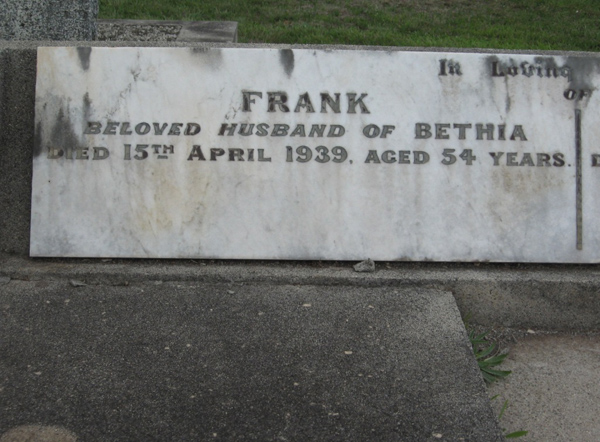 In Loving
OF
FRANK
BELOVED HUSBAND OF BETHIA
DIED 15TH APRIL 1939, AGED 54 YEARS.